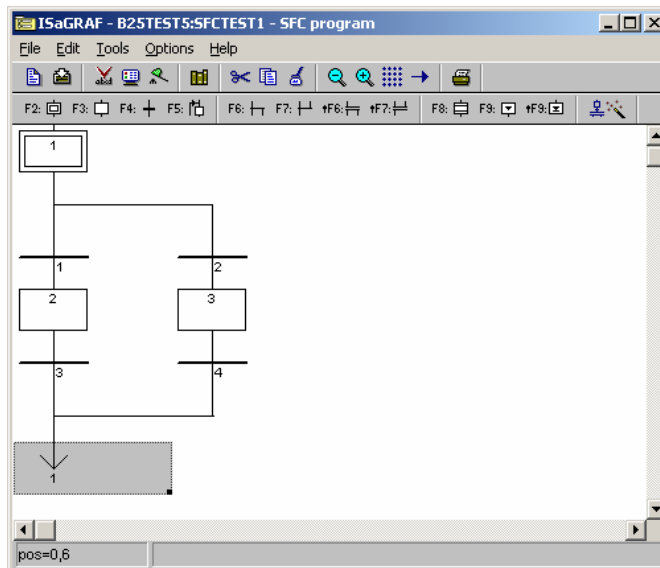 ISaGRAF - B25TEST5:SFCTEST1 - SFC program
File Edit Tools Options Help
abcd
F2: F3: F4: F5: F6: F7: ↑F6: ↑F7: F8: F9: ↑F9:
1
1 2
2 3
3 4
1
pos=0,6